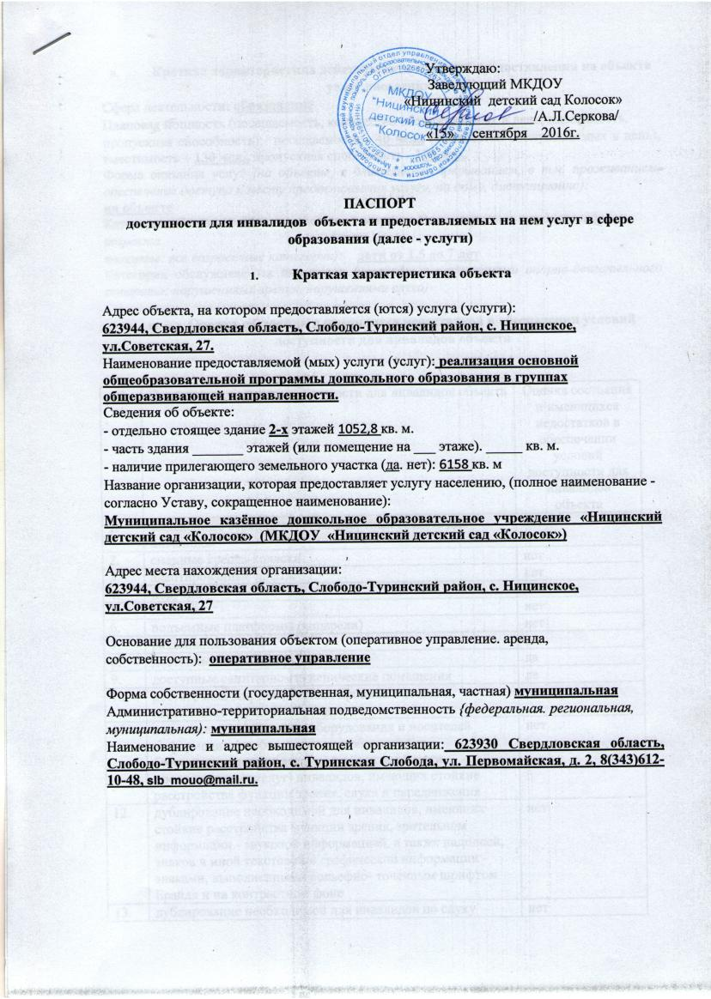 Утверждаю:
Заведующий МКДОУ
«Ницинский детский сад Колосок»
/А.Л.Серкова/
«15» сентября 2016г.
МКДОУ
"Ницинский
детский сад
"Колосок"
ПАСПОРТ
доступности для инвалидов объекта и предоставляемых на нем услуг в сфере
образования (далее - услуги)
1. Краткая характеристика объекта
Адрес объекта, на котором предоставляется (ются) услуга (услуги):
623944, Свердловская область, Слободо-Туринский район, с. Ницинское,
ул.Советская, 27.
Наименование предоставляемой (мых) услуги (услуг): реализация основной
общеобразовательной программы дошкольного образования в группах
общеразвивающей направленности.
Сведения об объекте:
- отдельно стоящее здание 2-х этажей 1052,8 кв. м.
- часть здания _______ этажей (или помещение на ___ этаже). _____ кв. м.
- наличие прилегающего земельного участка (да. нет): 6158 кв. м
Название организации, которая предоставляет услугу населению, (полное наименование -
согласно Уставу, сокращенное наименование):
Муниципальное казённое дошкольное образовательное учреждение «Ницинский
детский сад «Колосок» (МКДОУ «Ницинский детский сад «Колосок»)
Адрес места нахождения организации:
623944, Свердловская область, Слободо-Туринский район, с. Ницинское,
ул.Советская, 27
Основание для пользования объектом (оперативное управление. аренда,
собственность): оперативное управление
Форма собственности (государственная, муниципальная, частная) муниципальная
Административно-территориальная подведомственность {федеральная. региональная,
муниципальная): муниципальная
Наименование и адрес вышестоящей организации: 623930 Свердловская область,
Слободо-Туринский район, с. Туринская Слобода, ул. Первомайская, д. 2, 8(343)612-
10-48, slb_mouo@mail.ru.